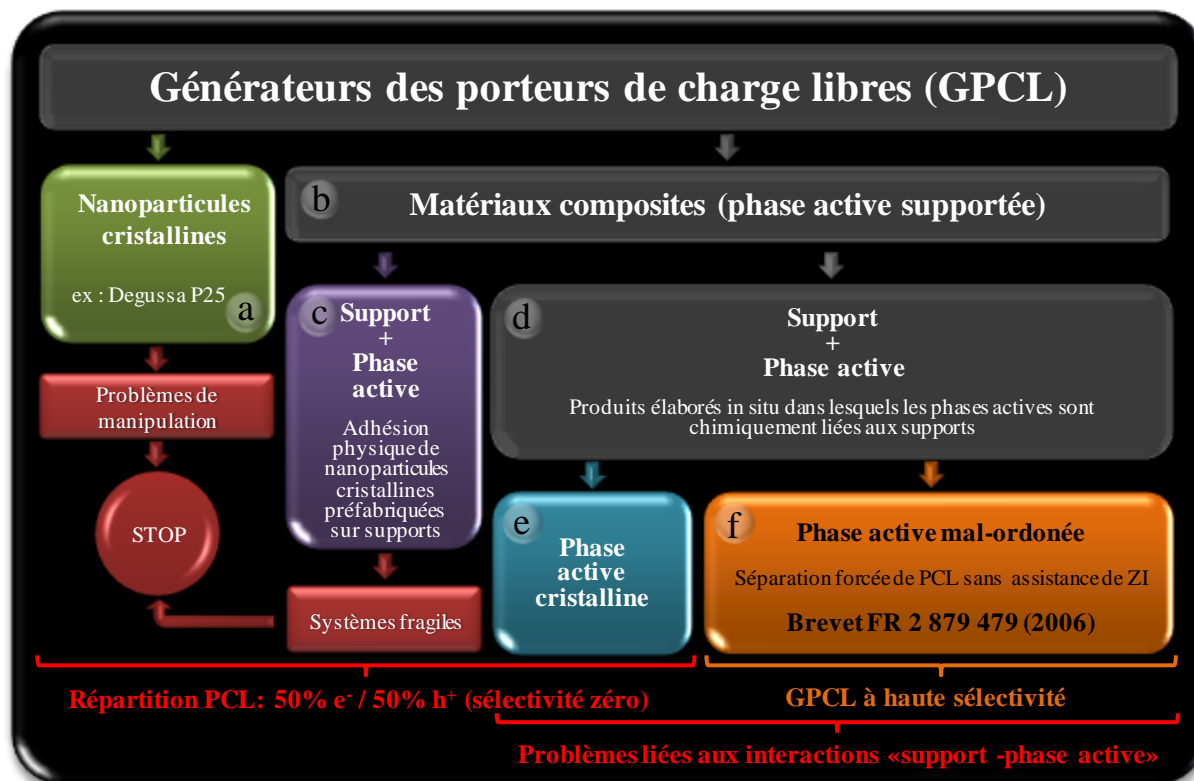 Générateurs des porteurs de charge libres (GPCL)
a
Nanoparticules
cristallines
ex : Degussa P25
Problèmes de
manipulation
STOP
b
Matériaux composites (phase active supportée)
c
Support
+
Phase
active
Adhésion
physique de
nanoparticules
cristallines
préfabriquées
sur supports
Systèmes fragiles
d
Support
+
Phase active
Produits élaborés in situ dans lesquels les phases actives sont
chimiquement liées aux supports
e
Phase
active
cristalline
f
Phase active mal-ordonée
Séparation forcée de PCL sans assistance de ZI
Brevet FR 2 879 479 (2006)
Répartition PCL: 50% e⁻ / 50% h⁺ (sélectivité zéro)
GPCL à haute sélectivité
Problèmes liées aux interactions «support -phase active»